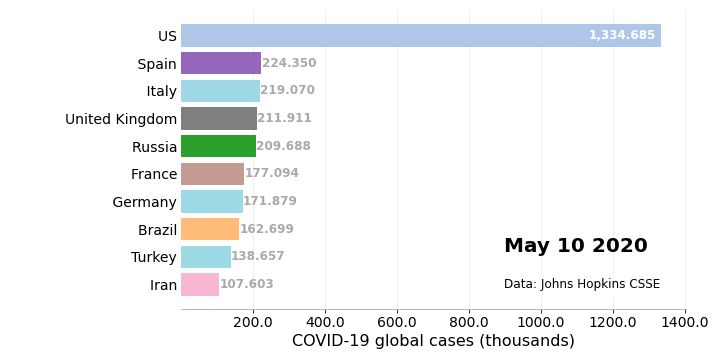 US 1,334.685
Spain 224.350
Italy 219.070
United Kingdom 211.911
Russia 209.688
France 177.094
Germany 171.879
Brazil 162.699
Turkey 138.657
Iran 107.603
May 10 2020
Data: Johns Hopkins CSSE
200.0 400.0 600.0 800.0 1000.0 1200.0 1400.0
COVID-19 global cases (thousands)